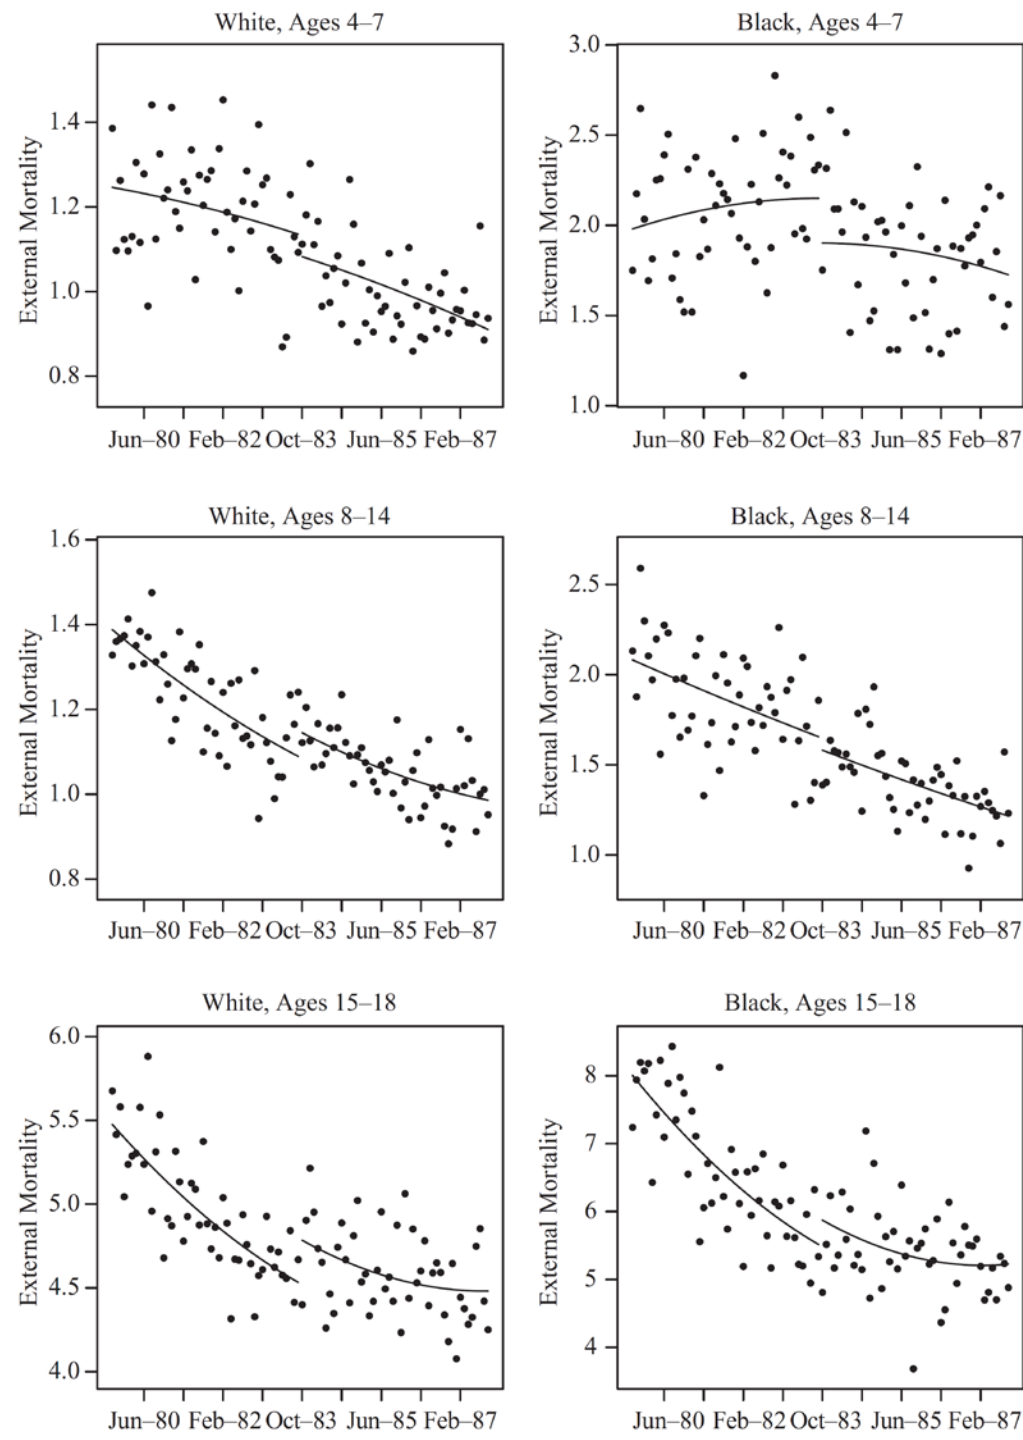 White, Ages 4–7
External Mortality
1.4
1.2
1.0
0.8
Jun–80 Feb–82 Oct–83 Jun–85 Feb–87
Black, Ages 4–7
External Mortality
3.0
2.5
2.0
1.5
1.0
Jun–80 Feb–82 Oct–83 Jun–85 Feb–87
White, Ages 8–14
External Mortality
1.6
1.4
1.2
1.0
0.8
Jun–80 Feb–82 Oct–83 Jun–85 Feb–87
Black, Ages 8–14
External Mortality
2.5
2.0
1.5
1.0
Jun–80 Feb–82 Oct–83 Jun–85 Feb–87
White, Ages 15–18
External Mortality
6.0
5.5
5.0
4.5
4.0
Jun–80 Feb–82 Oct–83 Jun–85 Feb–87
Black, Ages 15–18
External Mortality
8
7
6
5
4
Jun–80 Feb–82 Oct–83 Jun–85 Feb–87